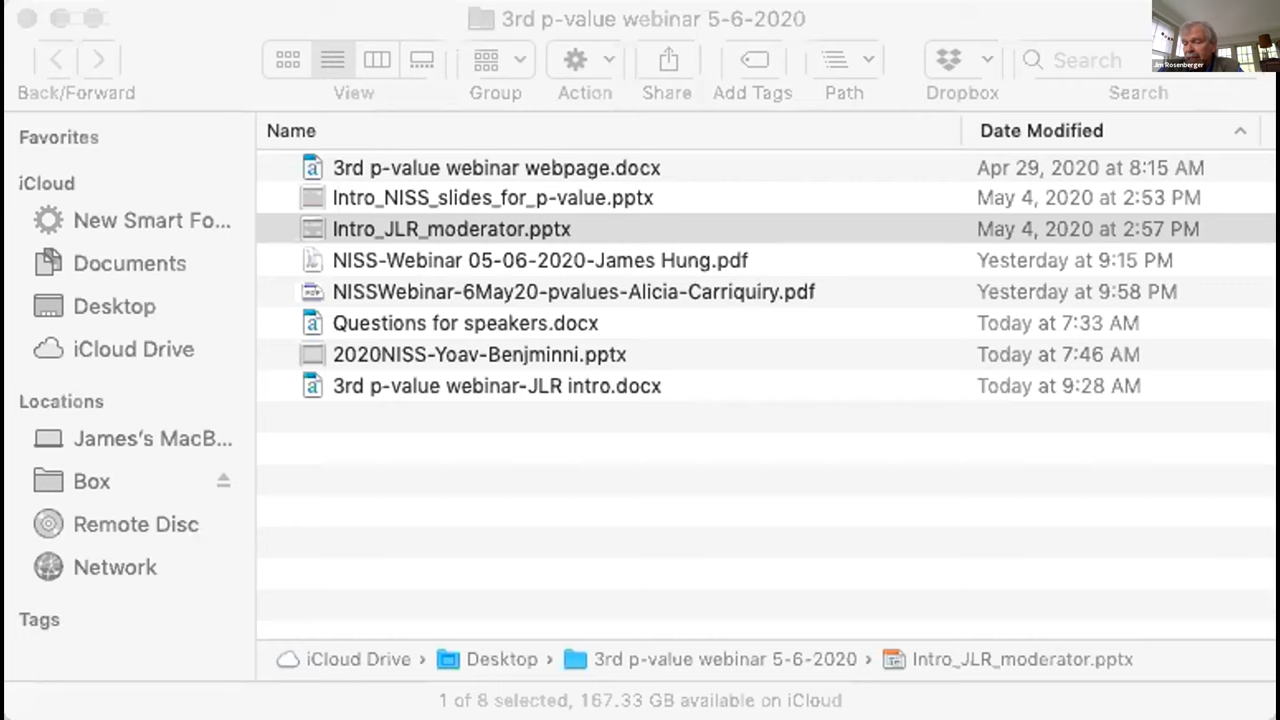 3rd p-value webinar 5-6-2020
Search
Jim Rosenberger
Back/Forward
View
Group
Action
Share
Add Tags
Path
Dropbox
Search
Favorites
iCloud
New Smart Fo...
Documents
Desktop
iCloud Drive
Locations
James's MacB...
Box
Remote Disc
Network
Tags
Name Date Modified
3rd p-value webinar webpage.docx Apr 29, 2020 at 8:15 AM
Intro_NISS_slides_for_p-value.pptx May 4, 2020 at 2:53 PM
Intro_JLR_moderator.pptx May 4, 2020 at 2:57 PM
NISS-Webinar 05-06-2020-James Hung.pdf Yesterday at 9:15 PM
NISSWebinar-6May20-pvalues-Alicia-Carriquiry.pdf Yesterday at 9:58 PM
Questions for speakers.docx Today at 7:33 AM
2020NISS-Yoav-Benjminni.pptx Today at 7:46 AM
3rd p-value webinar-JLR intro.docx Today at 9:28 AM
iCloud Drive › Desktop › 3rd p-value webinar 5-6-2020 › Intro_JLR_moderator.pptx
1 of 8 selected, 167.33 GB available on iCloud